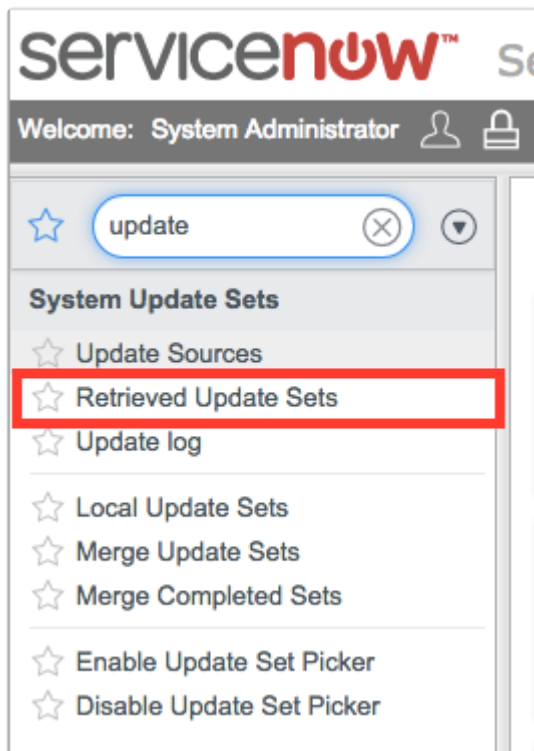 servicenow™ Se
Welcome: System Administrator
update
System Update Sets
Update Sources
Retrieved Update Sets
Update log
Local Update Sets
Merge Update Sets
Merge Completed Sets
Enable Update Set Picker
Disable Update Set Picker